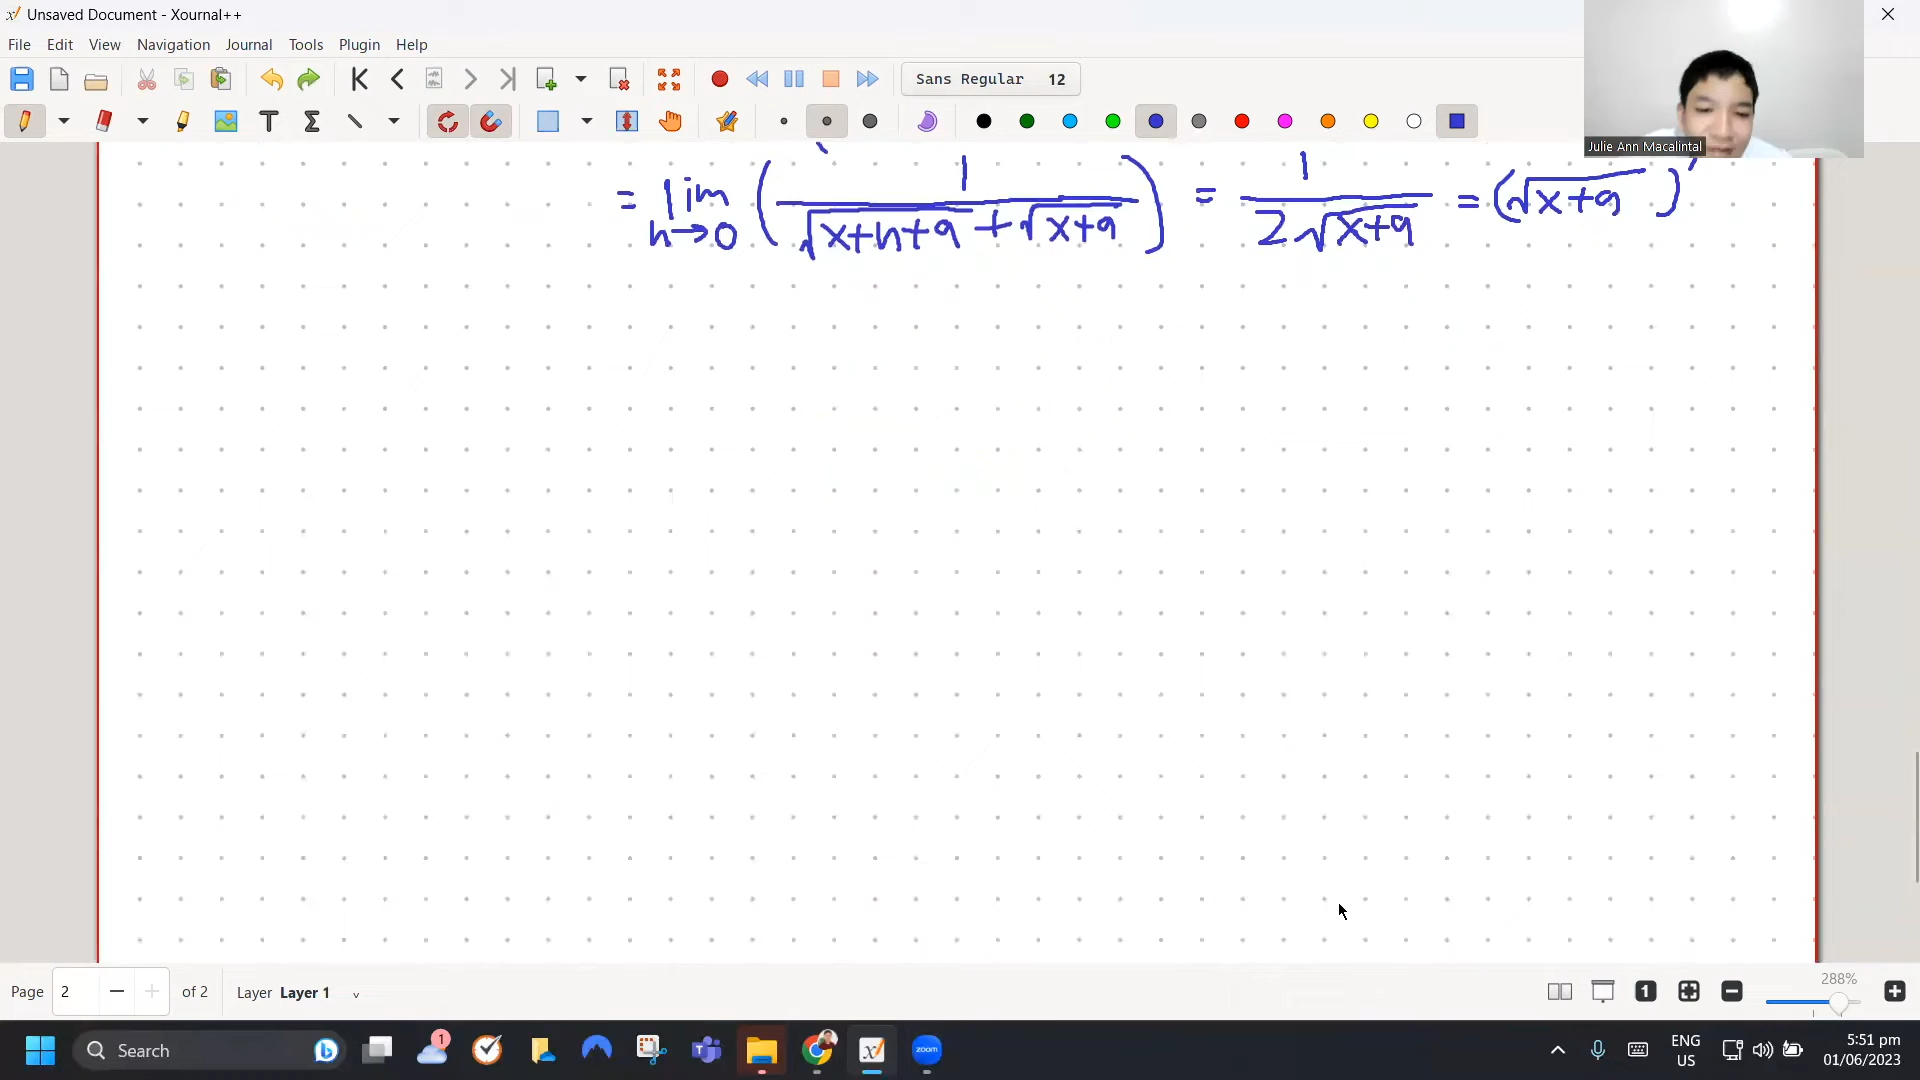 Unsaved Document - Xournal++
File Edit View Navigation Journal Tools Plugin Help
Sans Regular 12
Julie Ann Macalintal
= lim h→0 ( 1 / √x+h+9 + √x+9 ) = 1 / 2√x+9 = (√x+9)'
Page 2 of 2 Layer Layer 1
288%
Search
1
zoom
ENG
US
5:51 pm
01/06/2023